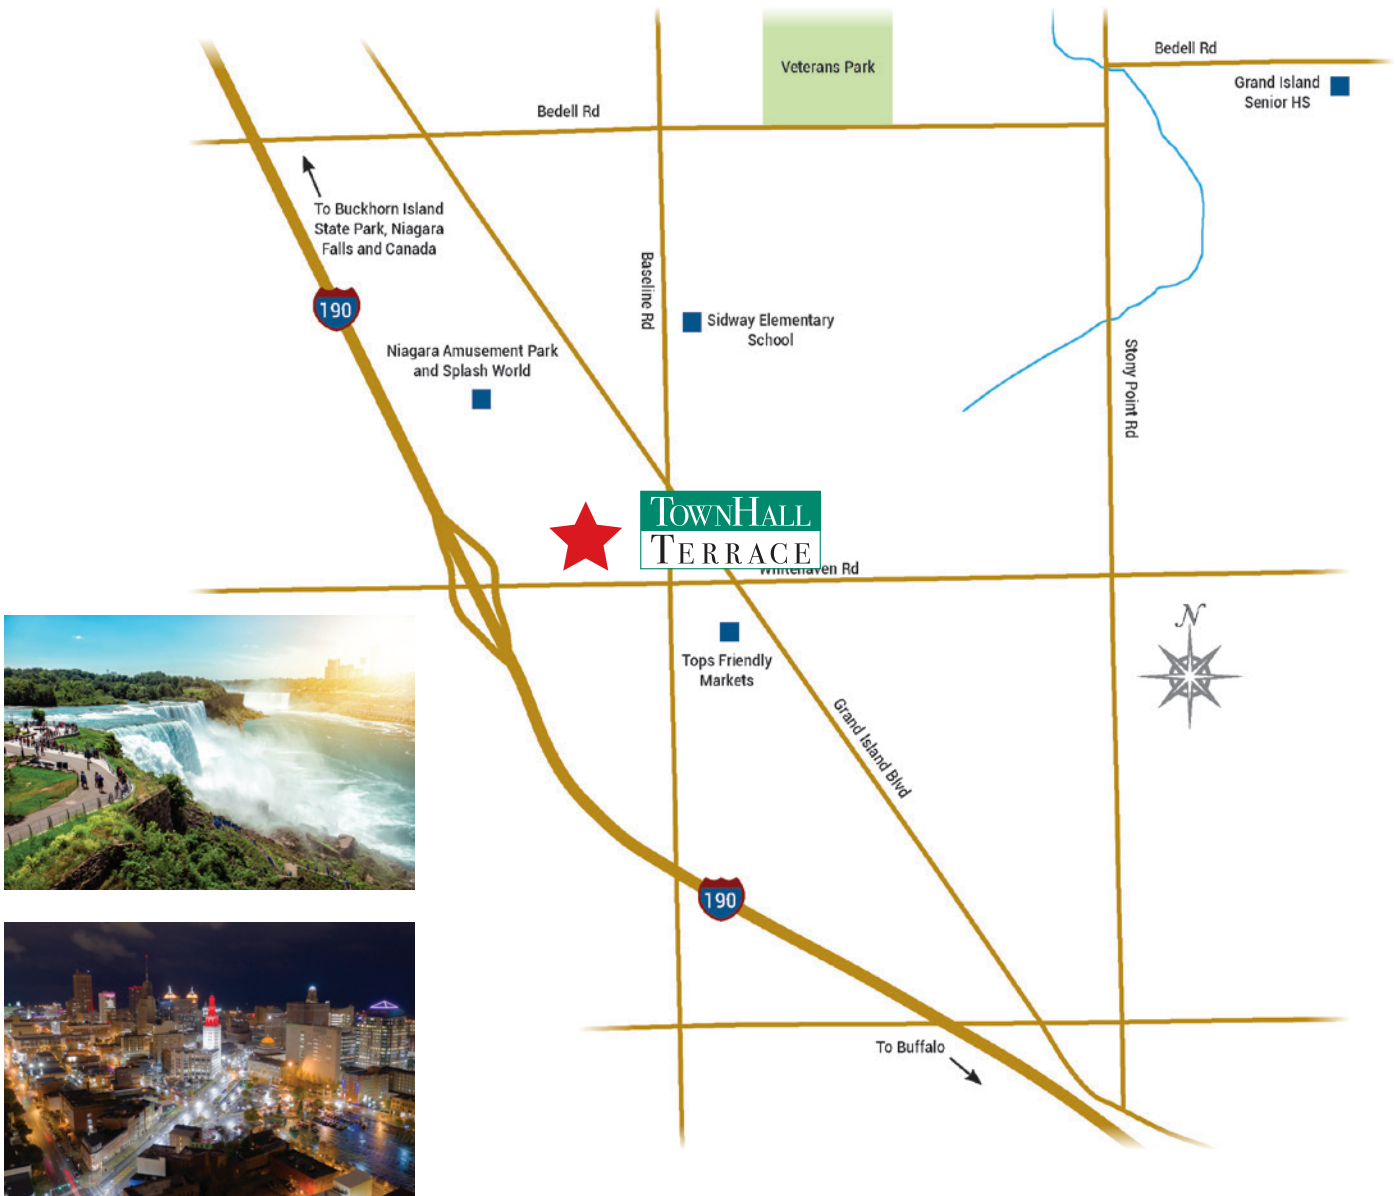 Bedell Rd
Veterans Park
Grand Island
Senior HS
Bedell Rd
To Buckhorn Island
State Park, Niagara
Falls and Canada
190
Baseline Rd
Sidway Elementary
School
Niagara Amusement Park
and Splash World
Stony Point Rd
TOWNHALL
TERRACE
Whitehaven Rd
N
Tops Friendly
Markets
Grand Island Blvd
190
To Buffalo